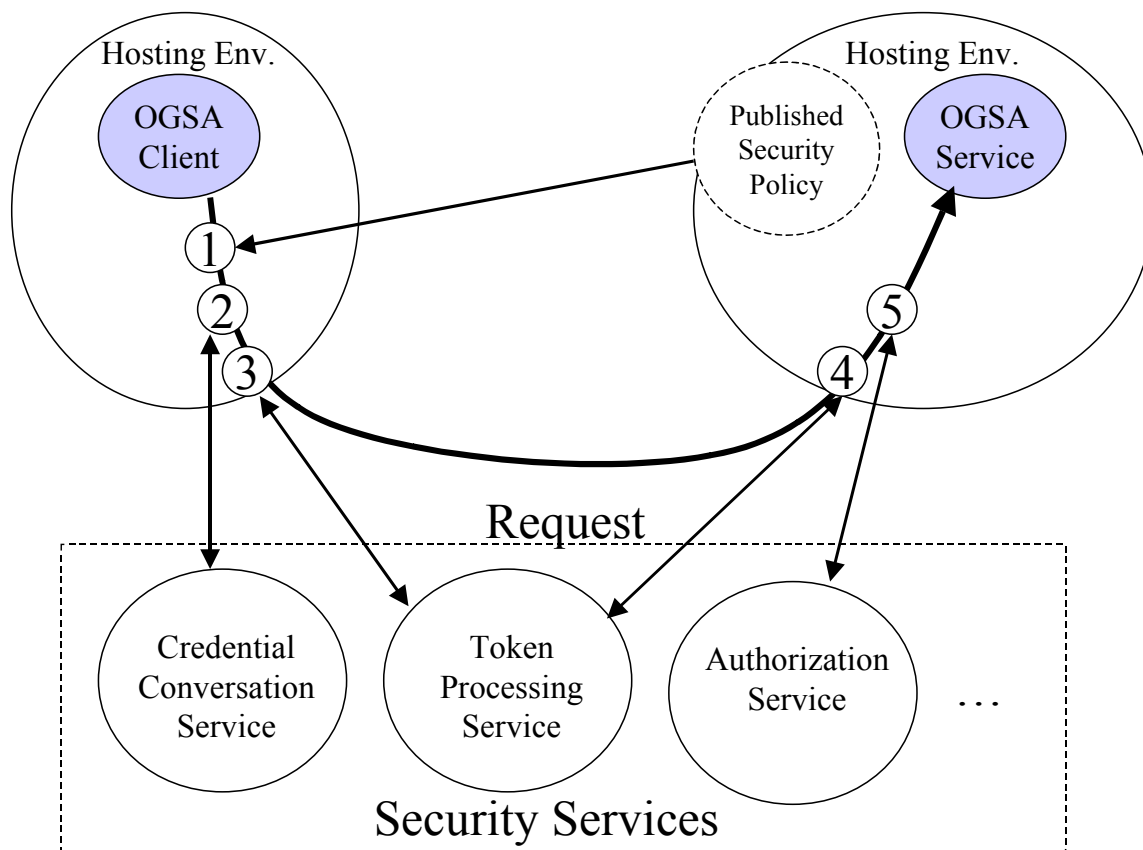 Hosting Env.
OGSA
Client
Published
Security
Policy
Hosting Env.
OGSA
Service
1
2
3
4
5
Request
Credential
Conversation
Service
Token
Processing
Service
Authorization
Service
...
Security Services